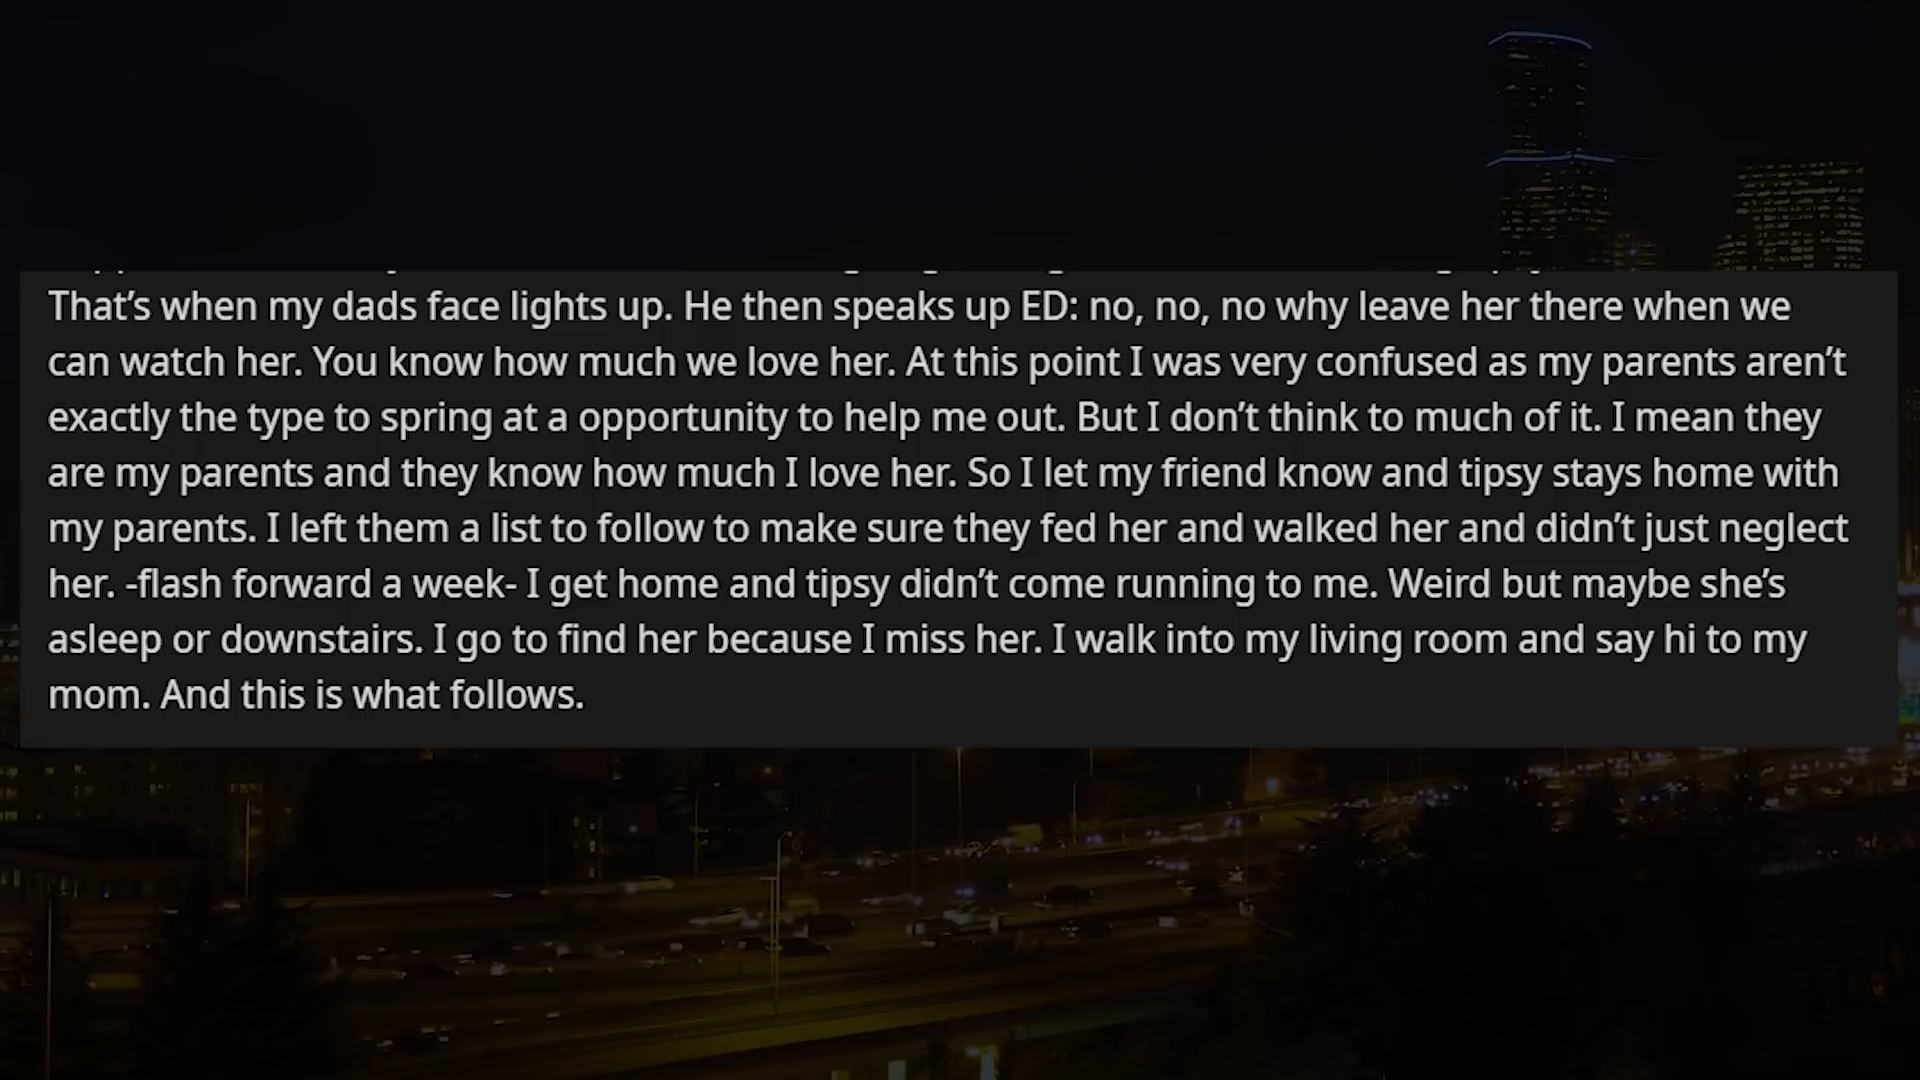 That’s when my dads face lights up. He then speaks up ED: no, no, no why leave her there when we
can watch her. You know how much we love her. At this point I was very confused as my parents aren’t
exactly the type to spring at a opportunity to help me out. But I don’t think to much of it. I mean they
are my parents and they know how much I love her. So I let my friend know and tipsy stays home with
my parents. I left them a list to follow to make sure they fed her and walked her and didn’t just neglect
her. -flash forward a week- I get home and tipsy didn’t come running to me. Weird but maybe she’s
asleep or downstairs. I go to find her because I miss her. I walk into my living room and say hi to my
mom. And this is what follows.